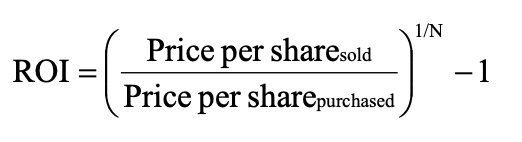 ROI = (Price per share sold / Price per share purchased)^1/N − 1